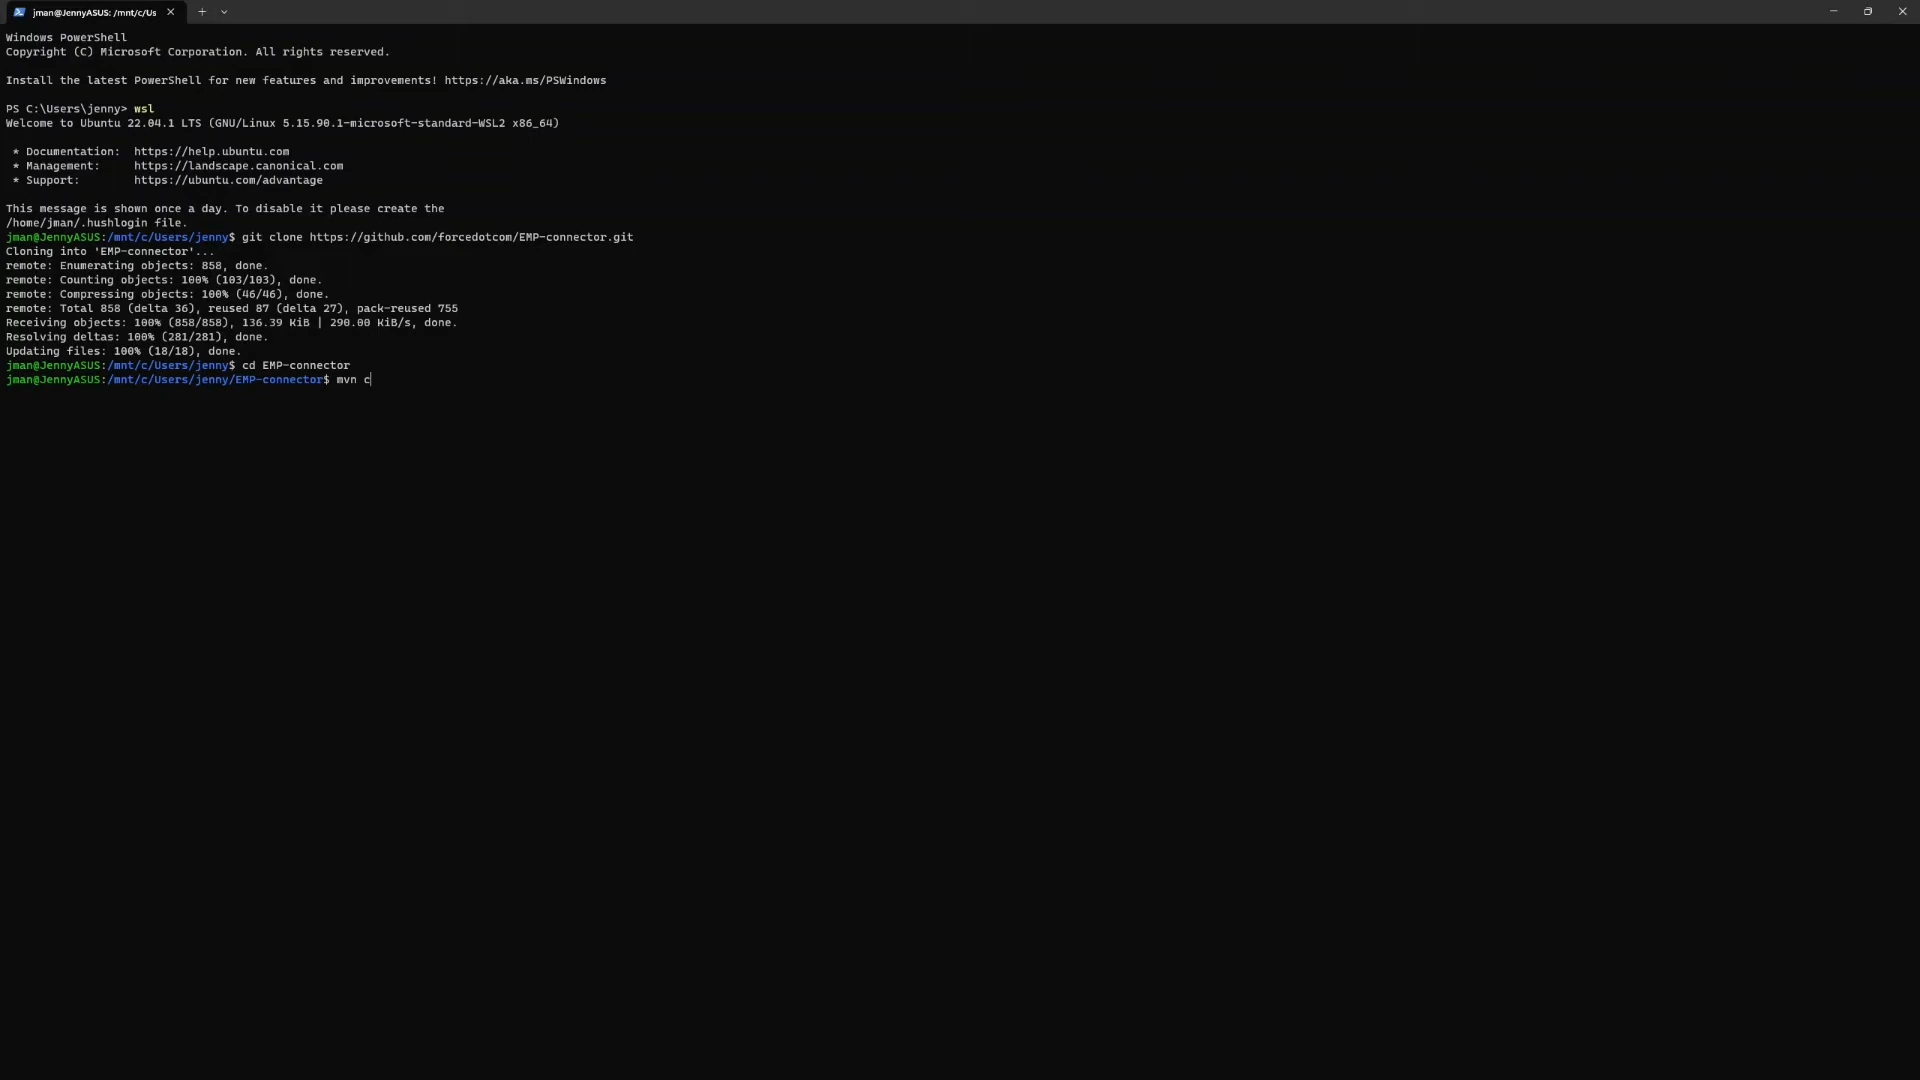 jman@JennyASUS: /mnt/c/Us
Windows PowerShell
Copyright (C) Microsoft Corporation. All rights reserved.
Install the latest PowerShell for new features and improvements! https://aka.ms/PSWindows
PS C:\Users\jenny> wsl
Welcome to Ubuntu 22.04.1 LTS (GNU/Linux 5.15.90.1-microsoft-standard-WSL2 x86_64)
* Documentation:  https://help.ubuntu.com
* Management:     https://landscape.canonical.com
* Support:        https://ubuntu.com/advantage
This message is shown once a day. To disable it please create the
/home/jman/.hushlogin file.
jman@JennyASUS:/mnt/c/Users/jenny$ git clone https://github.com/forcedotcom/EMP-connector.git
Cloning into 'EMP-connector'...
remote: Enumerating objects: 858, done.
remote: Counting objects: 100% (103/103), done.
remote: Compressing objects: 100% (46/46), done.
remote: Total 858 (delta 36), reused 87 (delta 27), pack-reused 755
Receiving objects: 100% (858/858), 136.39 KiB | 290.00 KiB/s, done.
Resolving deltas: 100% (281/281), done.
Updating files: 100% (18/18), done.
jman@JennyASUS:/mnt/c/Users/jenny$ cd EMP-connector
jman@JennyASUS:/mnt/c/Users/jenny/EMP-connector$ mvn c